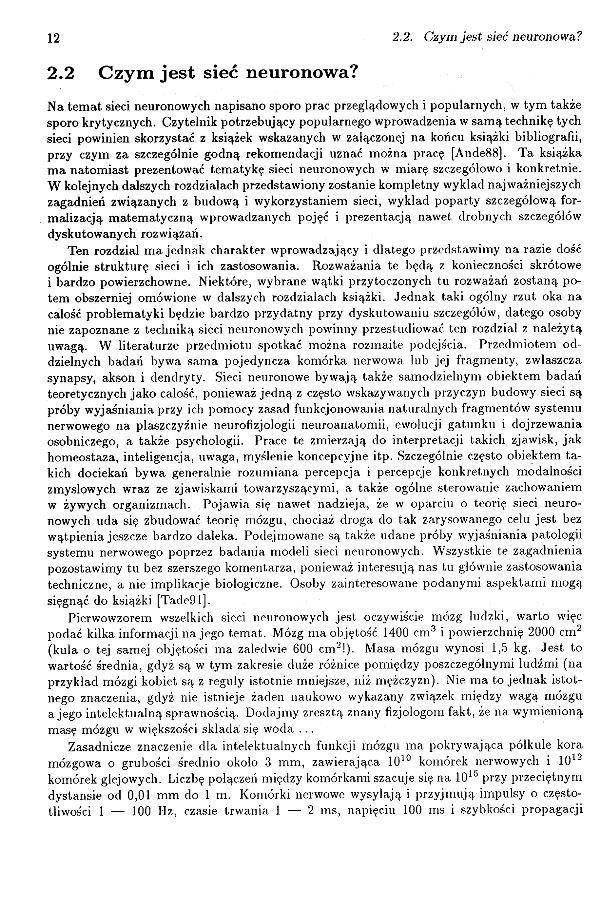 12 2.2. Czym jest sieć neuronowa?
2.2 Czym jest sieć neuronowa?
Na temat sieci neuronowych napisano sporo prac przeglądowych i popularnych, w tym także
sporo krytycznych. Czytelnik potrzebujący popularnego wprowadzenia w samą technikę tych
sieci powinien skorzystać z książek wskazanych w załączonej na końcu książki bibliografii,
przy czym za szczególnie godną rekomendacji uznać można pracę [Ande88]. Ta książka
ma natomiast prezentować tematykę sieci neuronowych w miarę szczegółowo i konkretnie.
W kolejnych dalszych rozdziałach przedstawiony zostanie kompletny wykład najważniejszych
zagadnień związanych z budową i wykorzystaniem sieci, wykład poparty szczegółową for-
malizacją matematyczną wprowadzanych pojęć i prezentacją nawet drobnych szczegółów
dyskutowanych rozwiązań.
Ten rozdział ma jednak charakter wprowadzający i dlatego przedstawimy na razie dość
ogólnie strukturę sieci i ich zastosowania. Rozważania te będą z konieczności skrótowe
i bardzo powierzchowne. Niektóre, wybrane wątki przytoczonych tu rozważań zostaną po-
tem obszerniej omówione w dalszych rozdziałach książki. Jednak taki ogólny rzut oka na
całość problematyki będzie bardzo przydatny przy dyskutowaniu szczegółów, datego osoby
nie zapoznane z techniką sieci neuronowych powinny przestudiować ten rozdział z należytą
uwagą. W literaturze przedmiotu spotkać można rozmaite podejścia. Przedmiotem od-
dzielnych badań bywa sama pojedyncza komórka nerwowa lub jej fragmenty, zwłaszcza
synapsy, akson i dendryty. Sieci neuronowe bywają także samodzielnym obiektem badań
teoretycznych jako całość, ponieważ jedną z często wskazywanych przyczyn budowy sieci są
próby wyjaśniania przy ich pomocy zasad funkcjonowania naturalnych fragmentów systemu
nerwowego na płaszczyźnie neurofizjologii neuroanatomii, ewolucji gatunku i dojrzewania
osobniczego, a także psychologii. Prace te zmierzają do interpretacji takich zjawisk, jak
homeostaza, inteligencja, uwaga, myślenie koncepcyjne itp. Szczególnie często obiektem ta-
kich dociekań bywa generalnie rozumiana percepcja i percepcje konkretnych modalności
zmysłowych wraz ze zjawiskami towarzyszącymi, a także ogólne sterowanie zachowaniem
w żywych organizmach. Pojawia się nawet nadzieja, że w oparciu o teorię sieci neuro-
nowych uda się zbudować teorię mózgu, chociaż droga do tak zarysowanego celu jest bez
wątpienia jeszcze bardzo daleka. Podejmowane są także udane próby wyjaśniania patologii
systemu nerwowego poprzez badania modeli sieci neuronowych. Wszystkie te zagadnienia
pozostawimy tu bez szerszego komentarza, ponieważ interesują nas tu głównie zastosowania
techniczne, a nie implikacje biologiczne. Osoby zainteresowane podanymi aspektami mogą
sięgnąć do książki [Tade91].
Pierwowzorem wszelkich sieci neuronowych jest oczywiście mózg ludzki, warto więc
podać kilka informacji na jego temat. Mózg ma objętość 1400 cm³ i powierzchnię 2000 cm²
(kula o tej samej objętości ma zaledwie 600 cm²!). Masa mózgu wynosi 1,5 kg. Jest to
wartość średnia, gdyż są w tym zakresie duże różnice pomiędzy poszczególnymi ludźmi (na
przykład mózgi kobiet są z reguły istotnie mniejsze, niż mężczyzn). Nie ma to jednak istot-
nego znaczenia, gdyż nie istnieje żaden naukowo wykazany związek między wagą mózgu
a jego intelektualną sprawnością. Dodajmy zresztą znany fizjologom fakt, że na wymienioną
masę mózgu w większości składa się woda ...
Zasadnicze znaczenie dla intelektualnych funkcji mózgu ma pokrywająca półkule kora
mózgowa o grubości średnio około 3 mm, zawierająca 10¹⁰ komórek nerwowych i 10¹²
komórek glejowych. Liczbę połączeń między komórkami szacuje się na 10¹⁵ przy przeciętnym
dystansie od 0,01 mm do 1 m. Komórki nerwowe wysyłają i przyjmują impulsy o często-
tliwości 1 — 100 Hz, czasie trwania 1 — 2 ms, napięciu 100 ms i szybkości propagacji